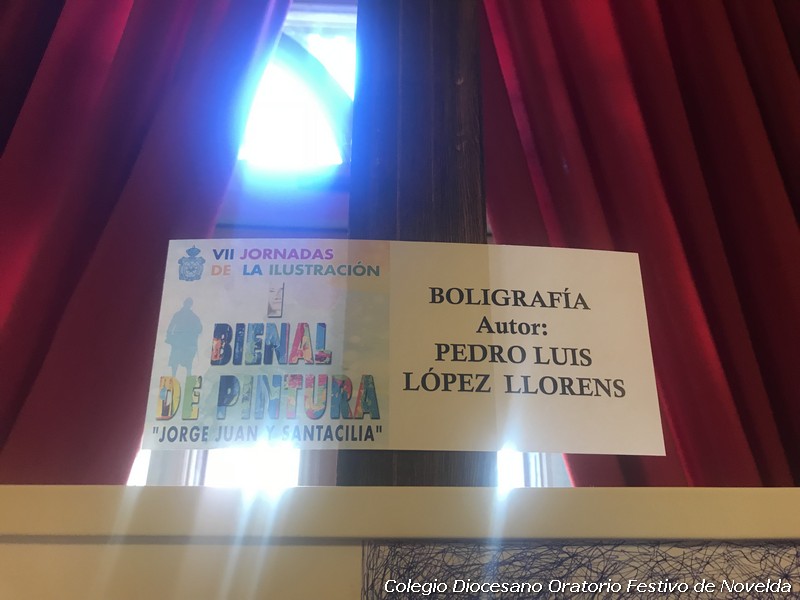 VII JORNADAS
DE LA ILUSTRACIÓN
I
BIENAL
DE PINTURA
"JORGE JUAN Y SANTACILIA"
BOLIGRAFÍA
Autor:
PEDRO LUIS
LÓPEZ LLORENS
Colegio Diocesano Oratorio Festivo de Novelda